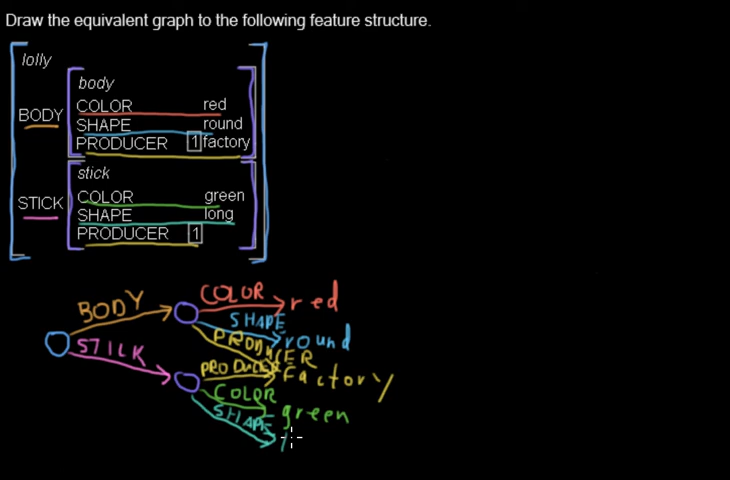 Draw the equivalent graph to the following feature structure.
lolly
body
COLOR red
BODY
SHAPE round
PRODUCER 1 factory
stick
COLOR green
STICK
SHAPE long
PRODUCER 1
BODY
COLOR red
SHAPE round
PRODUCER
STICK
PRODUCER factory
COLOR green
SHAPE